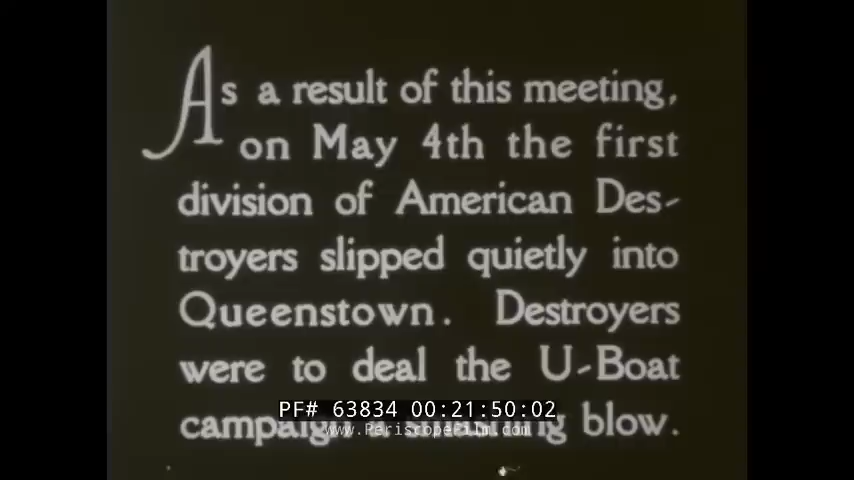 As a result of this meeting,
on May 4th the first
division of American Des-
troyers slipped quietly into
Queenstown. Destroyers
were to deal the U-Boat
PF# 63834 00:21:50:02
campaign blow.
www.PeriscopeFilm.com